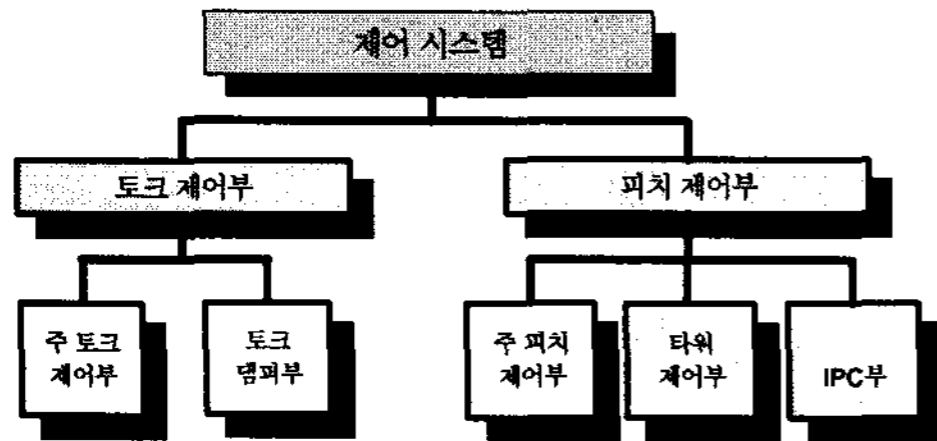 제어 시스템
토크 제어부
피치 제어부
주 토크
제어부
토크
댐퍼부
주 피치
제어부
타워
제어부
IPC부